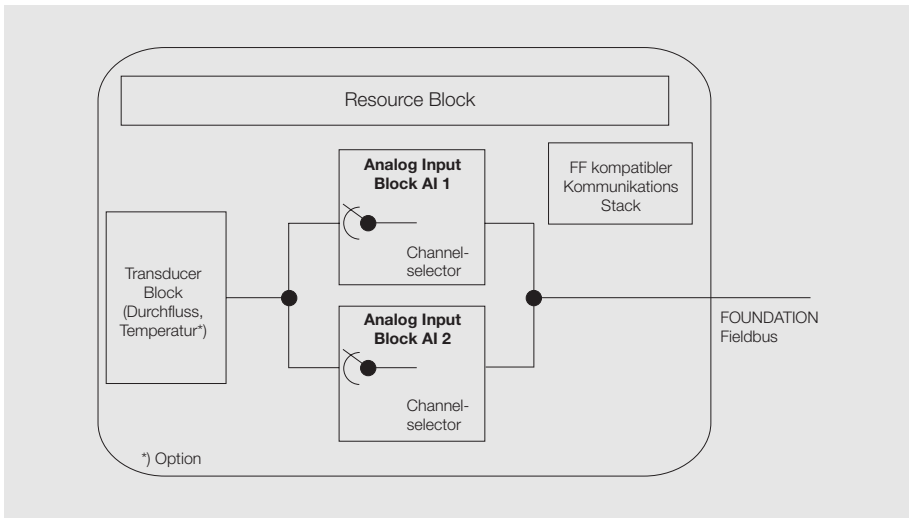 Resource Block
Analog Input
Block AI 1
Channel-
selector
FF kompatibler
Kommunikations
Stack
Transducer
Block
(Durchfluss,
Temperatur*)
Analog Input
Block AI 2
Channel-
selector
FOUNDATION
Fieldbus
*) Option